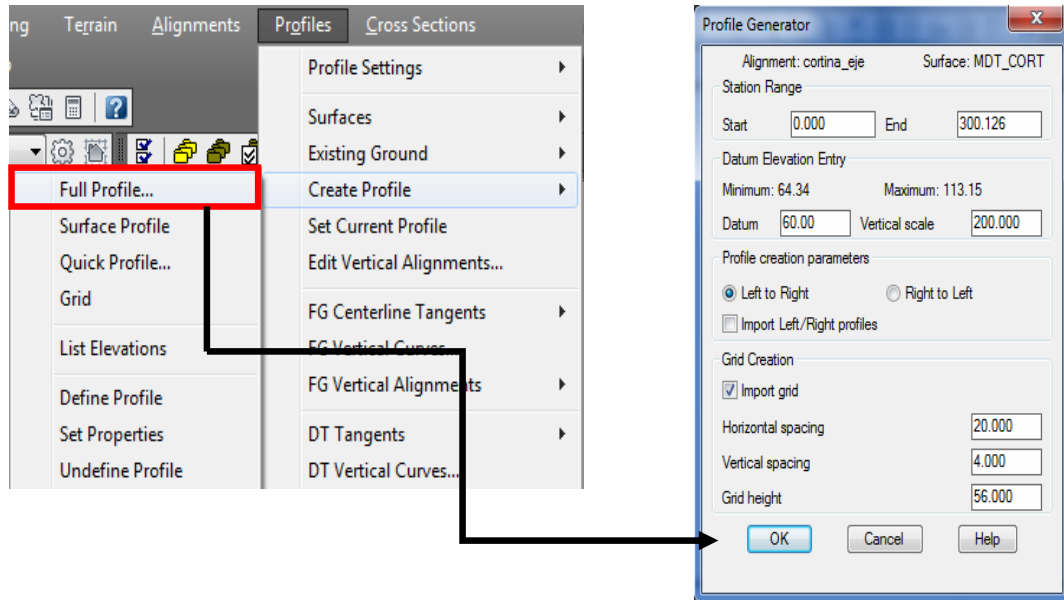 ng Terrain Alignments Profiles Cross Sections
Profile Settings
Surfaces
Existing Ground
Create Profile
Set Current Profile
Edit Vertical Alignments...
FG Centerline Tangents
FG Vertical Curves...
FG Vertical Alignments
DT Tangents
DT Vertical Curves...
Full Profile...
Surface Profile
Quick Profile...
Grid
List Elevations
Define Profile
Set Properties
Undefine Profile
Profile Generator
Alignment: cortina_eje Surface: MDT_CORT
Station Range
Start 0.000 End 300.126
Datum Elevation Entry
Minimum: 64.34 Maximum: 113.15
Datum 60.00 Vertical scale 200.000
Profile creation parameters
Left to Right Right to Left
Import Left/Right profiles
Grid Creation
Import grid
Horizontal spacing 20.000
Vertical spacing 4.000
Grid height 56.000
OK Cancel Help